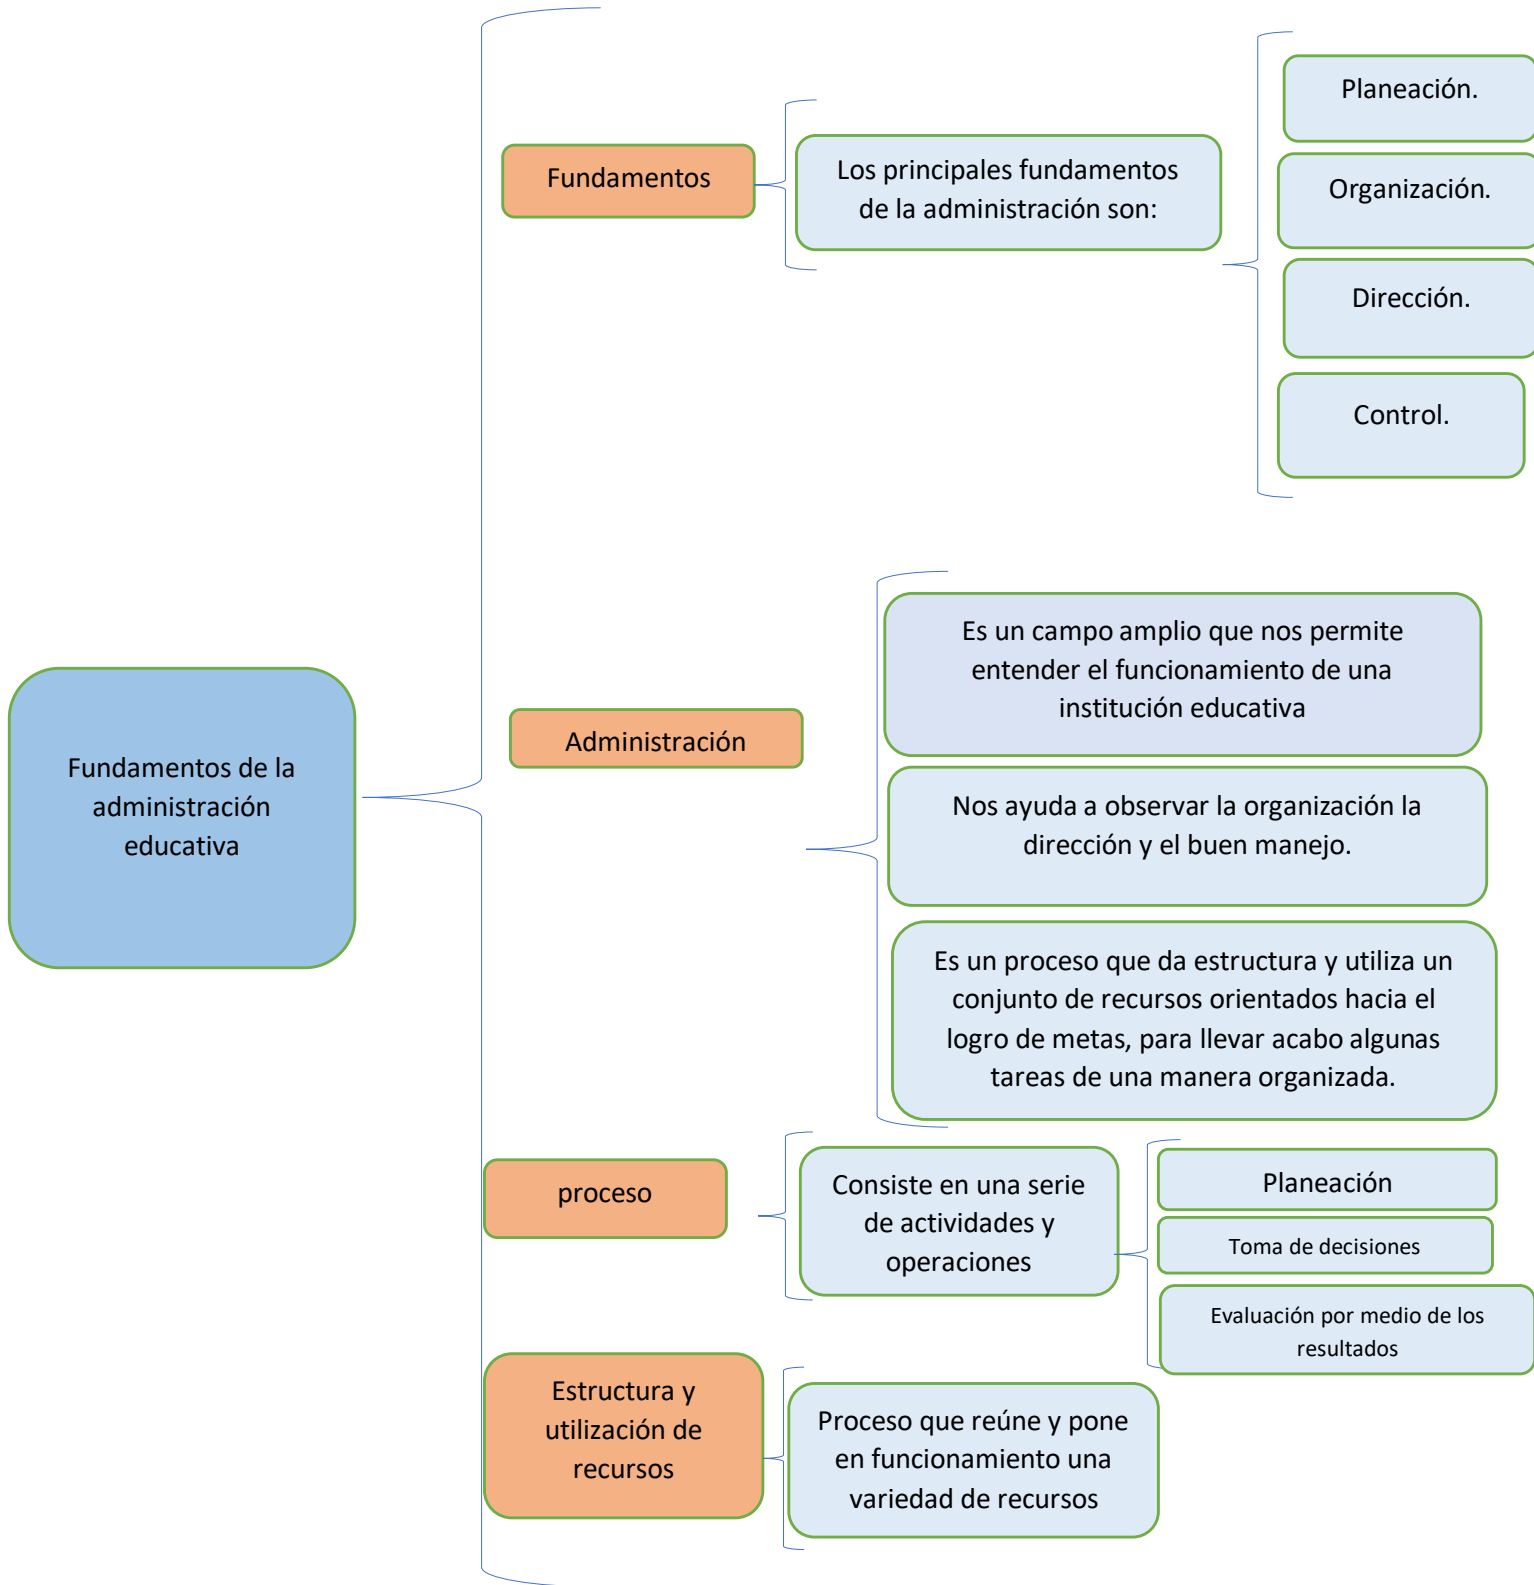 Fundamentos de la
administración
educativa
Fundamentos
Los principales fundamentos
de la administración son:
Planeación.
Organización.
Dirección.
Control.
Administración
Es un campo amplio que nos permite
entender el funcionamiento de una
institución educativa
Nos ayuda a observar la organización la
dirección y el buen manejo.
Es un proceso que da estructura y utiliza un
conjunto de recursos orientados hacia el
logro de metas, para llevar acabo algunas
tareas de una manera organizada.
proceso
Consiste en una serie
de actividades y
operaciones
Planeación
Toma de decisiones
Evaluación por medio de los
resultados
Estructura y
utilización de
recursos
Proceso que reúne y pone
en funcionamiento una
variedad de recursos